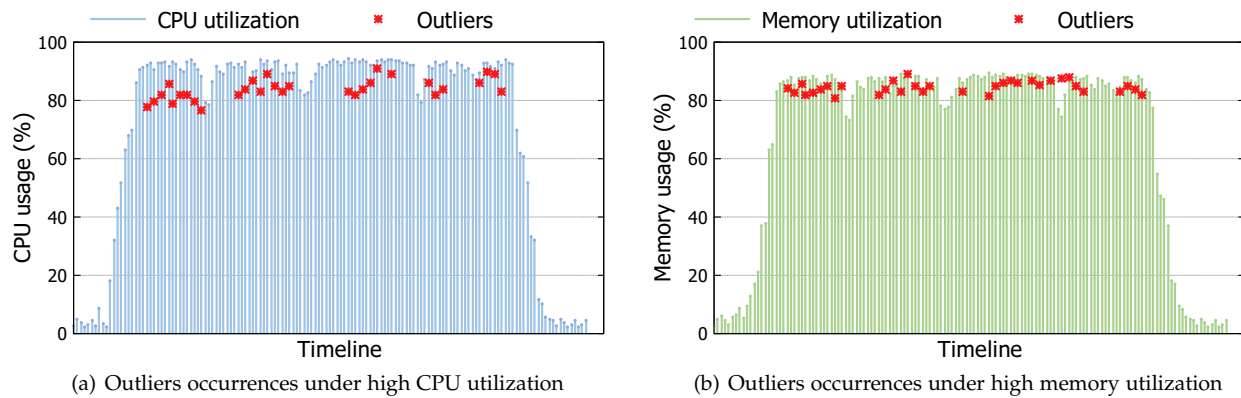 CPU utilization
Outliers
100
80
60
40
20
0
CPU usage (%)
Timeline
(a) Outliers occurrences under high CPU utilization
Memory utilization
Outliers
100
80
60
40
20
0
Memory usage (%)
Timeline
(b) Outliers occurrences under high memory utilization